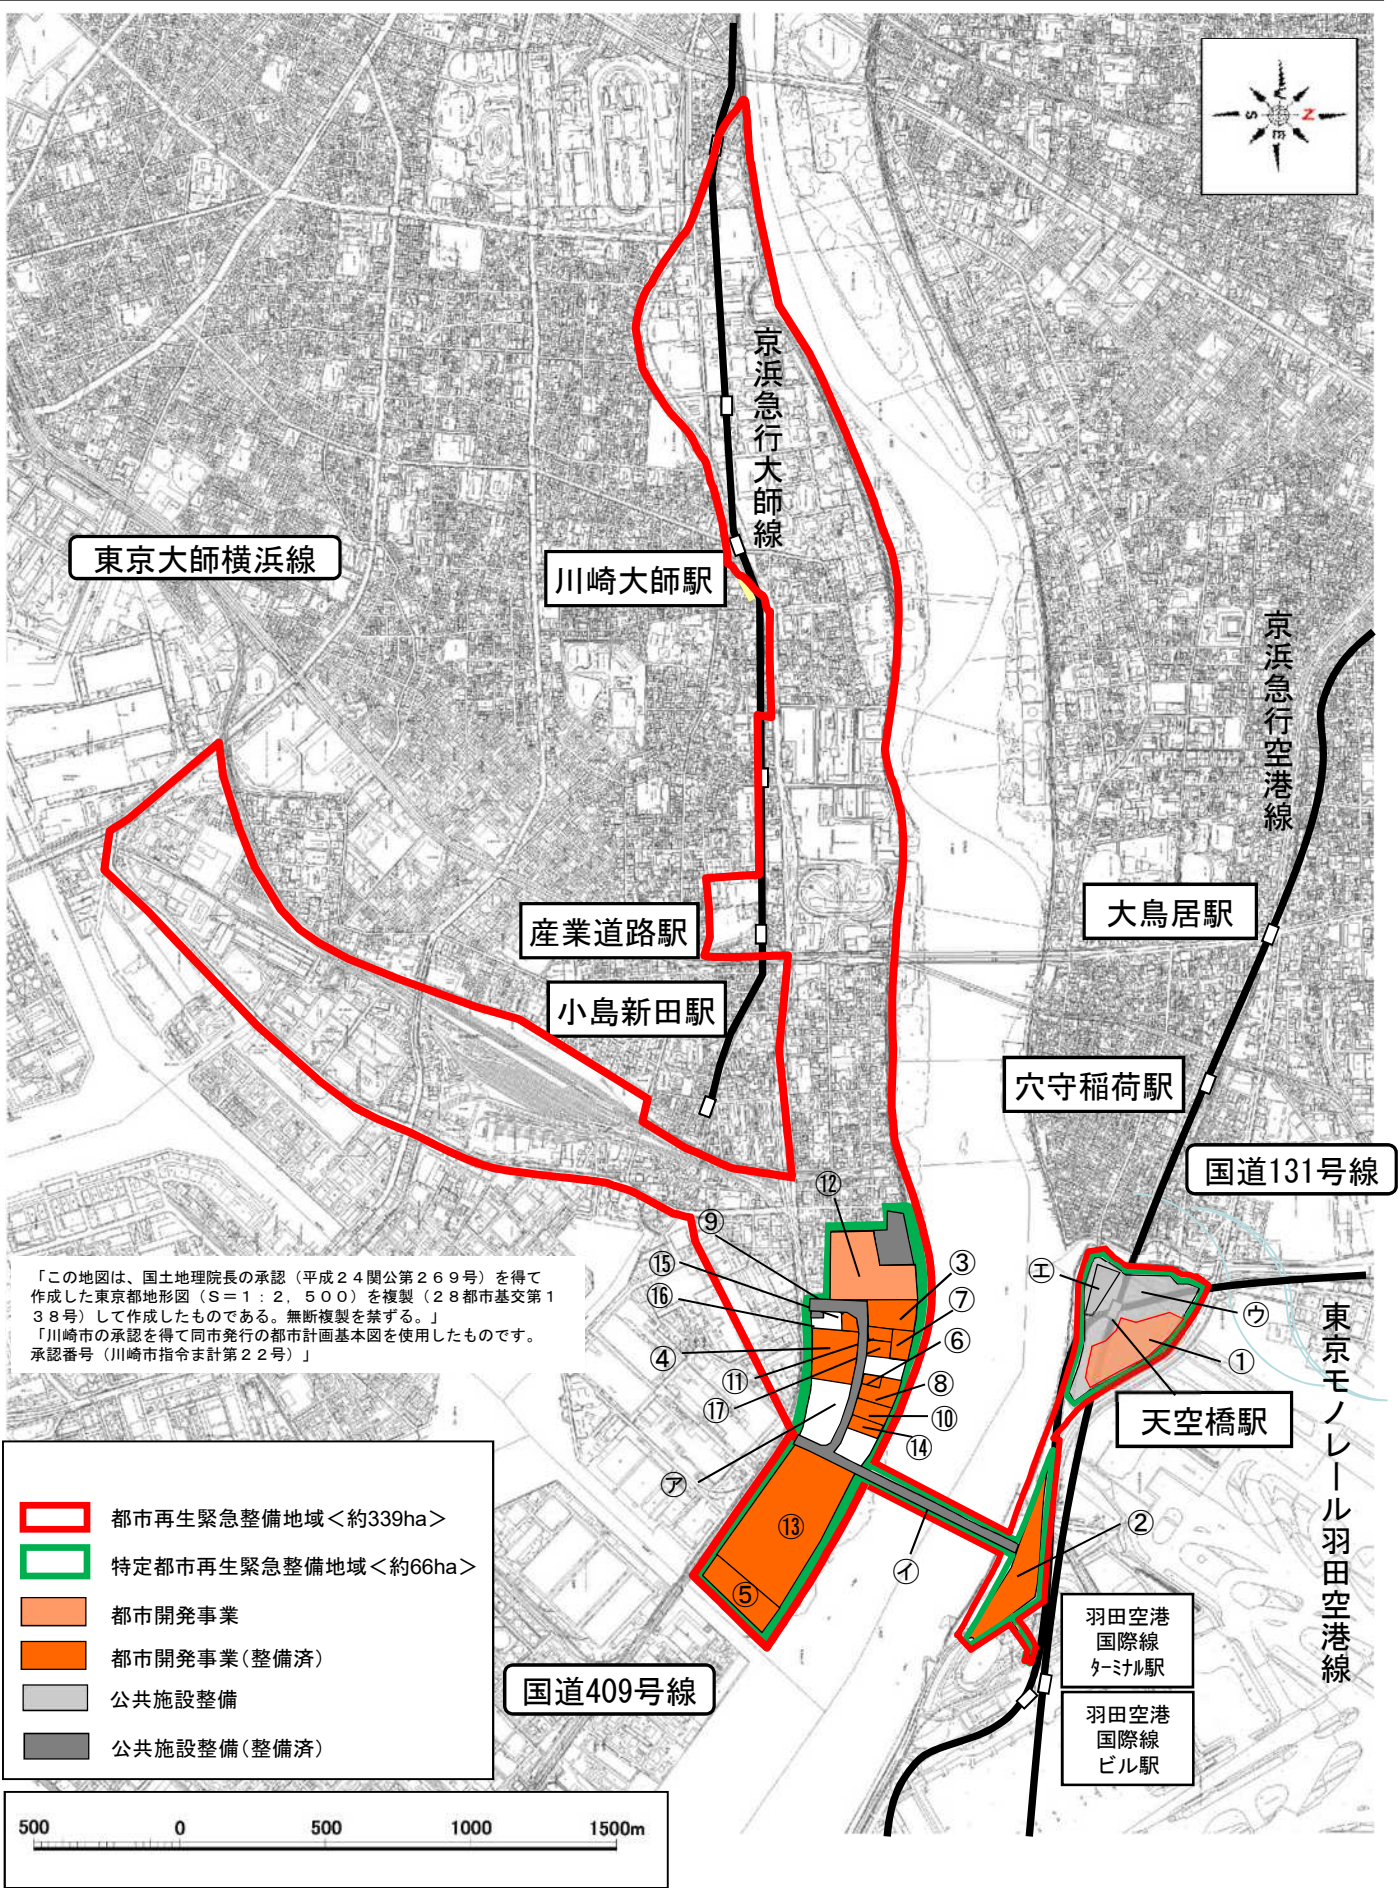 N
S
E
京浜急行大師線
東京大師横浜線
川崎大師駅
京浜急行空港線
大鳥居駅
産業道路駅
小島新田駅
穴守稲荷駅
国道131号線
⑫
⑨
⑮
⑯
④
⑪
⑰
㋐
③
⑦
⑥
⑧
⑩
⑭
㋓
㋒
①
天空橋駅
東京モノレール羽田空港線
「この地図は、国土地理院長の承認（平成２４関公第２６９号）を得て
作成した東京都地形図（Ｓ＝１：２，５００）を複製（２８都市基交第１
３８号）して作成したものである。無断複製を禁ずる。」
「川崎市の承認を得て同市発行の都市計画基本図を使用したものです。
承認番号（川崎市指令ま計第２２号）」
⑬
⑤
㋑
②
羽田空港
国際線
ターミナル駅
羽田空港
国際線
ビル駅
国道409号線
都市再生緊急整備地域＜約339ha＞
特定都市再生緊急整備地域＜約66ha＞
都市開発事業
都市開発事業（整備済）
公共施設整備
公共施設整備（整備済）
500 0 500 1000 1500m